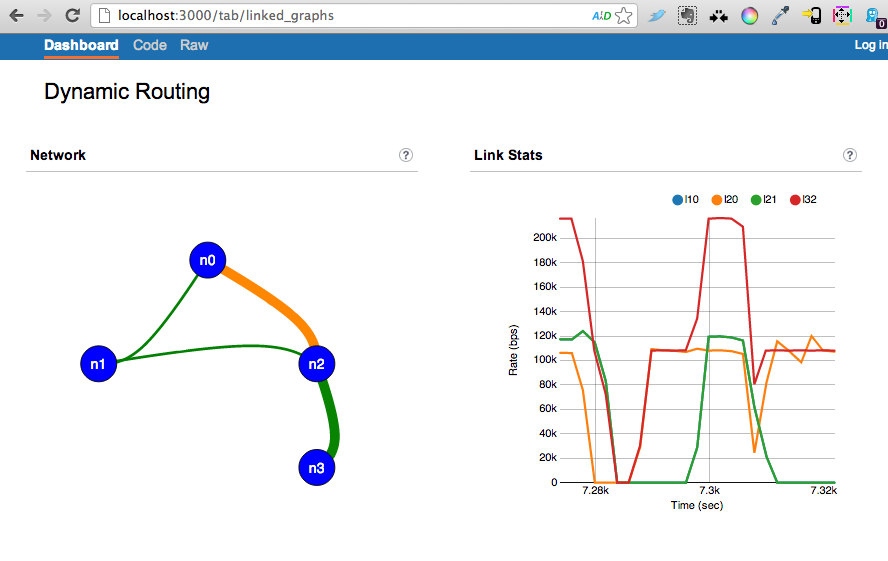 localhost:3000/tab/linked_graphs
Dashboard Code Raw
Log in
Dynamic Routing
Network ?
Link Stats ?
n0
n1
n2
n3
l10 l20 l21 l32
200k
180k
160k
140k
120k
100k
80k
60k
40k
20k
0
Rate (bps)
7.28k 7.3k 7.32k
Time (sec)
0